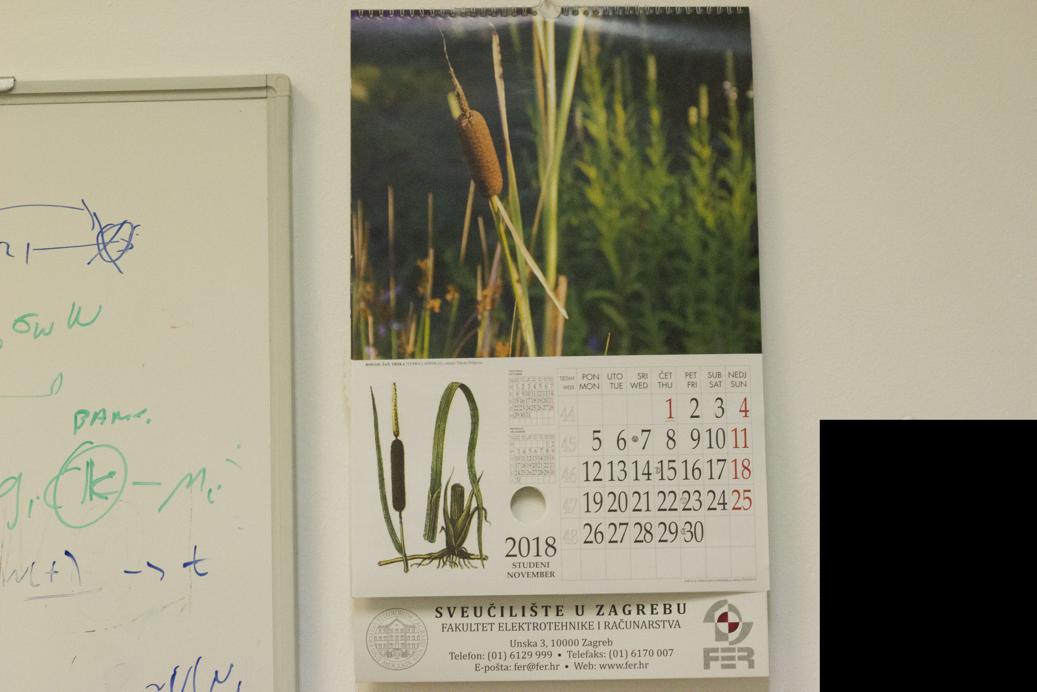 σw W
BAMS.
gi (k) - μi
→ t
TJEDAN
WEEK
PON UTO SRI ČET PET SUB NEDJ
MON TUE WED THU FRI SAT SUN
44 1 2 3 4
45 5 6 7 8 9 10 11
46 12 13 14 15 16 17 18
47 19 20 21 22 23 24 25
48 26 27 28 29 30
2018
STUDENI
NOVEMBER
SVEUČILIŠTE U ZAGREBU
FAKULTET ELEKTROTEHNIKE I RAČUNARSTVA
Unska 3, 10000 Zagreb
Telefon: (01) 6129 999 • Telefaks: (01) 6170 007
E-pošta: fer@fer.hr • Web: www.fer.hr
FER